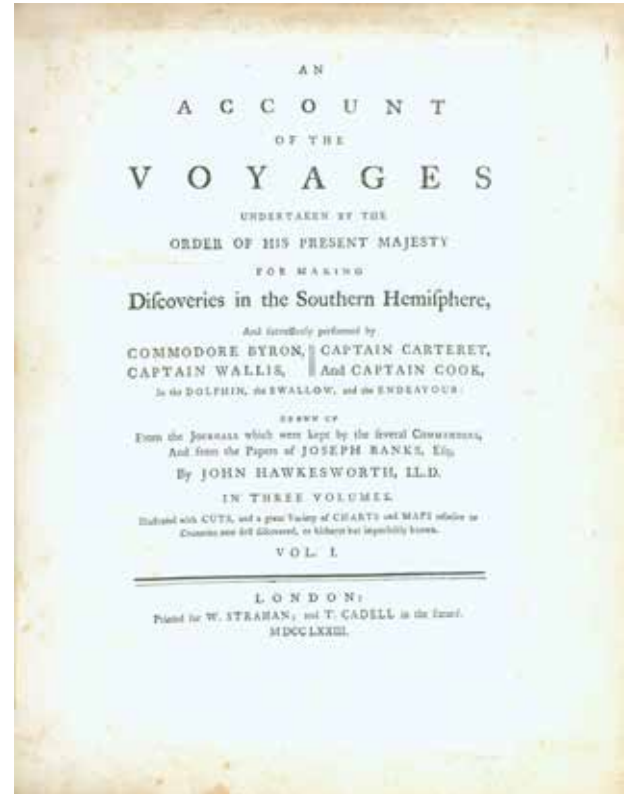 AN
ACCOUNT
OF THE
VOYAGES
UNDERTAKEN BY THE
ORDER OF HIS PRESENT MAJESTY
FOR MAKING
Diſcoveries in the Southern Hemiſphere,
And ſucceſſively performed by
COMMODORE BYRON, CAPTAIN CARTERET,
CAPTAIN WALLIS, And CAPTAIN COOK,
In the DOLPHIN, the SWALLOW, and the ENDEAVOUR:
DRAWN UP
From the JOURNALS which were kept by the ſeveral COMMANDERS,
And from the Papers of JOSEPH BANKS, Eſq;
By JOHN HAWKESWORTH, LL.D.
IN THREE VOLUMES.
Illuſtrated with CUTS, and a great Variety of CHARTS and MAPS relative to
Countries now firſt diſcovered, or hitherto but imperfectly known.
VOL. I.
LONDON:
Printed for W. STRAHAN; and T. CADELL in the Strand.
MDCCLXXIII.